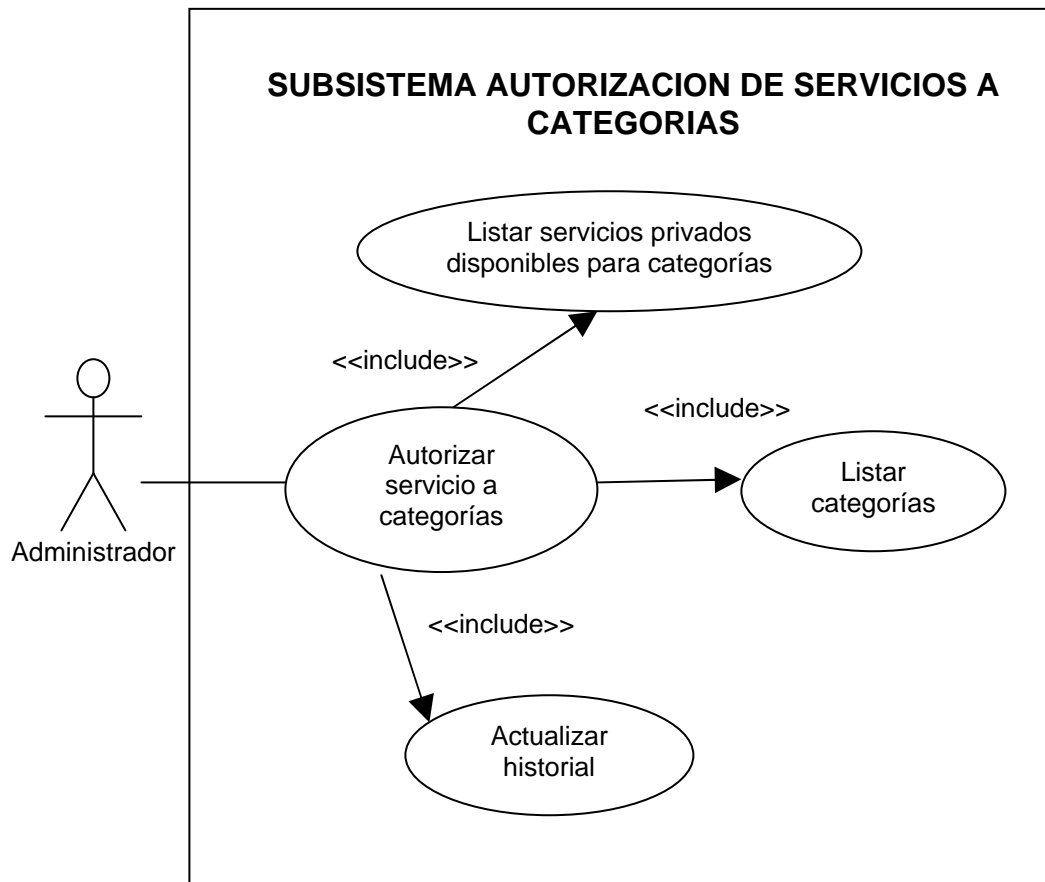 SUBSISTEMA AUTORIZACION DE SERVICIOS A
CATEGORIAS
Listar servicios privados
disponibles para categorías
<<include>>
<<include>>
Autorizar
servicio a
categorías
Listar
categorías
Administrador
<<include>>
Actualizar
historial